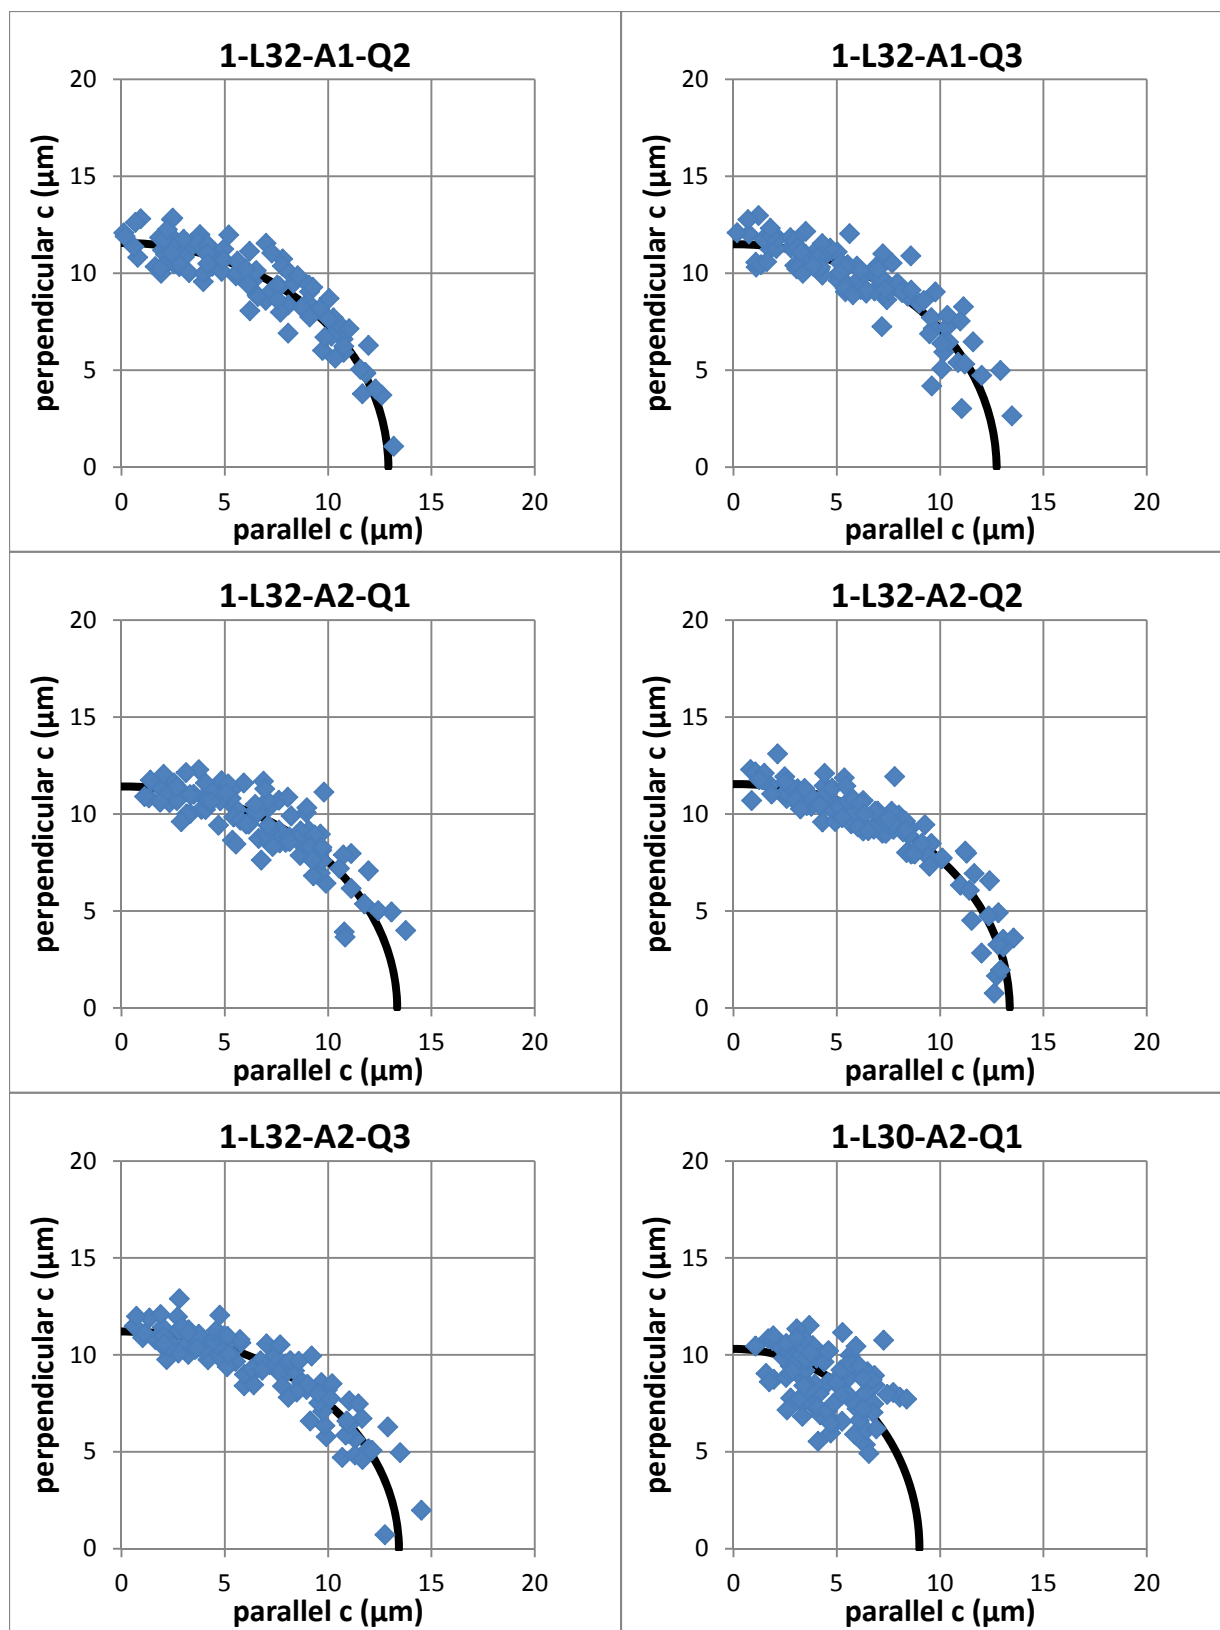 1-L32-A1-Q2
20
15
10
5
0
perpendicular c (µm)
0 5 10 15 20
parallel c (µm)
1-L32-A1-Q3
20
15
10
5
0
perpendicular c (µm)
0 5 10 15 20
parallel c (µm)
1-L32-A2-Q1
20
15
10
5
0
perpendicular c (µm)
0 5 10 15 20
parallel c (µm)
1-L32-A2-Q2
20
15
10
5
0
perpendicular c (µm)
0 5 10 15 20
parallel c (µm)
1-L32-A2-Q3
20
15
10
5
0
perpendicular c (µm)
0 5 10 15 20
parallel c (µm)
1-L30-A2-Q1
20
15
10
5
0
perpendicular c (µm)
0 5 10 15 20
parallel c (µm)